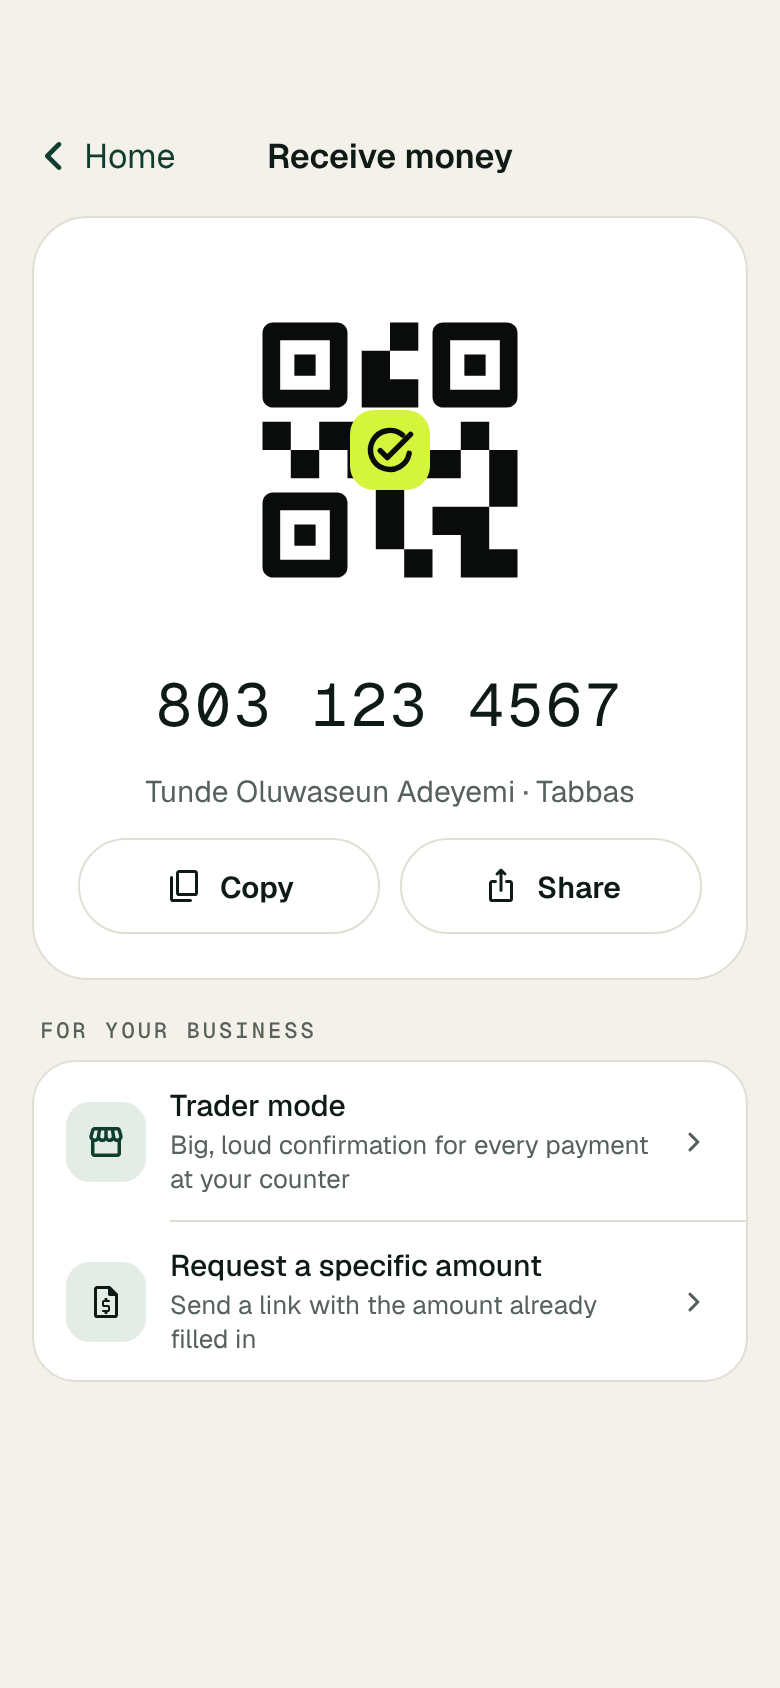 Home
Receive money
803 123 4567
Tunde Oluwaseun Adeyemi · Tabbas
Copy
Share
FOR YOUR BUSINESS
Trader mode
Big, loud confirmation for every payment
at your counter
Request a specific amount
Send a link with the amount already
filled in